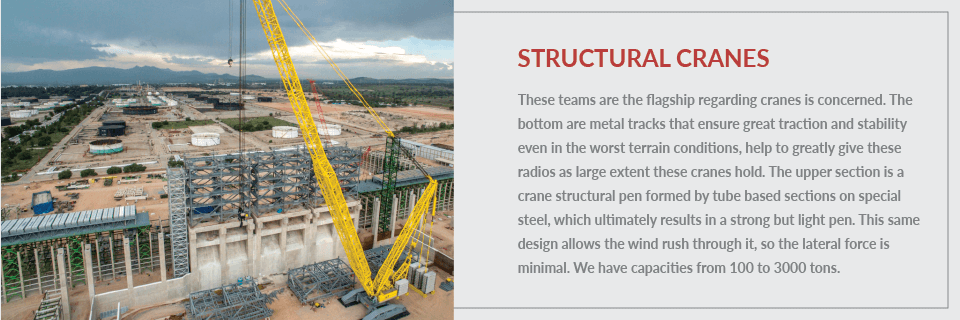 STRUCTURAL CRANES
These teams are the flagship regarding cranes is concerned. The
bottom are metal tracks that ensure great traction and stability
even in the worst terrain conditions, help to greatly give these
radios as large extent these cranes hold. The upper section is a
crane structural pen formed by tube based sections on special
steel, which ultimately results in a strong but light pen. This same
design allows the wind rush through it, so the lateral force is
minimal. We have capacities from 100 to 3000 tons.